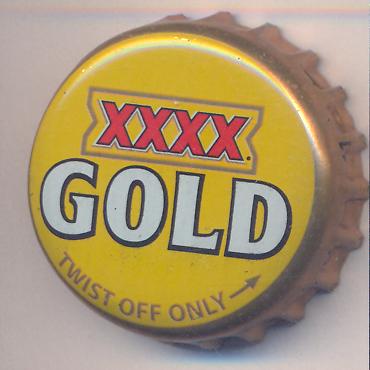 XXXX
GOLD
TWIST OFF ONLY →